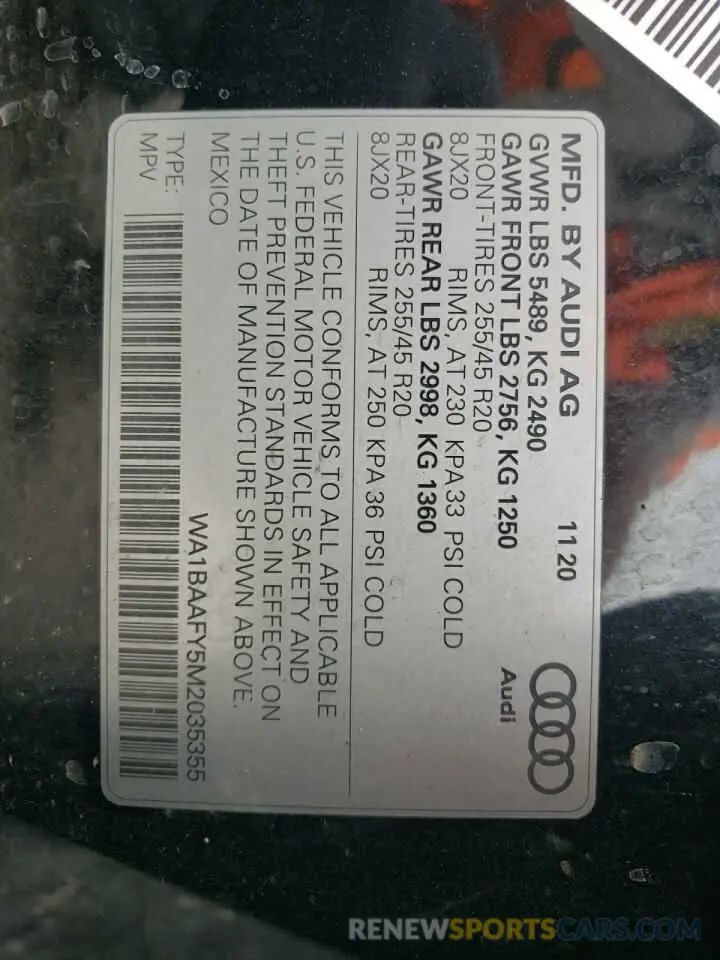 MFD. BY AUDI AG 11 20
GVWR LBS 5489, KG 2490
GAWR FRONT LBS 2756, KG 1250
Audi
FRONT-TIRES 255/45 R20
8JX20 RIMS, AT 230 KPA 33 PSI COLD
GAWR REAR LBS 2998, KG 1360
REAR-TIRES 255/45 R20
8JX20 RIMS, AT 250 KPA 36 PSI COLD
THIS VEHICLE CONFORMS TO ALL APPLICABLE
U.S. FEDERAL MOTOR VEHICLE SAFETY AND
THEFT PREVENTION STANDARDS IN EFFECT ON
THE DATE OF MANUFACTURE SHOWN ABOVE.
MEXICO
WA1BAAFY5M2035355
TYPE:
MPV
RENEWSPORTSCARS.COM